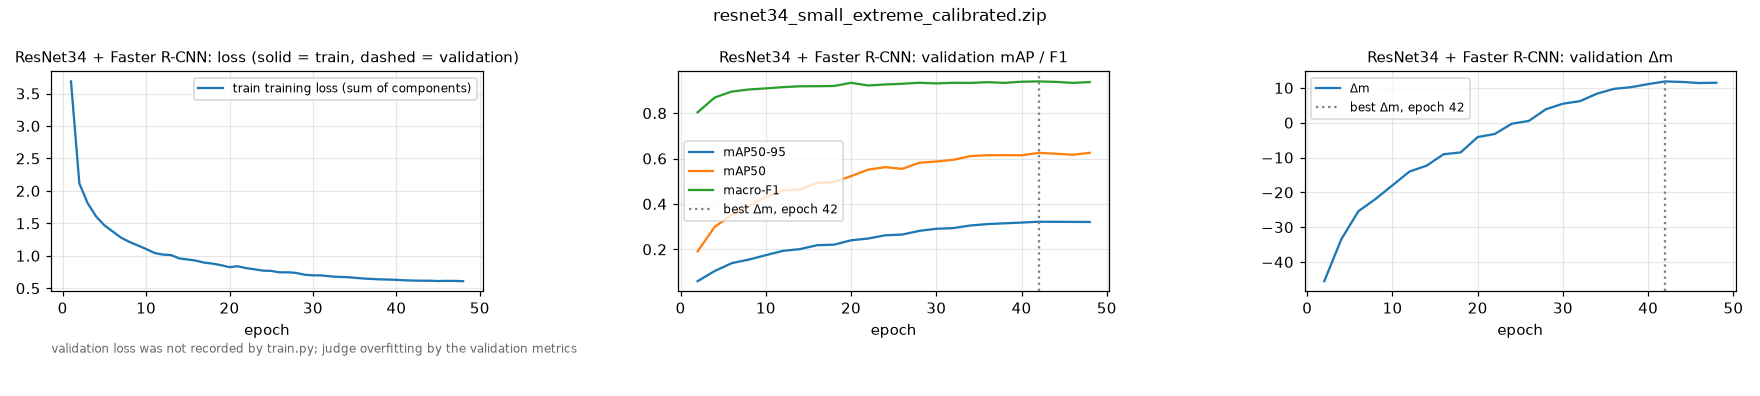 resnet34_small_extreme_calibrated.zip
ResNet34 + Faster R-CNN: loss (solid = train, dashed = validation)
train training loss (sum of components)
3.5
3.0
2.5
2.0
1.5
1.0
0.5
0 10 20 30 40 50
epoch
validation loss was not recorded by train.py; judge overfitting by the validation metrics
ResNet34 + Faster R-CNN: validation mAP / F1
0.8
0.6
0.4
0.2
mAP50-95
mAP50
macro-F1
best Δm, epoch 42
0 10 20 30 40 50
epoch
ResNet34 + Faster R-CNN: validation Δm
Δm
best Δm, epoch 42
10
0
−10
−20
−30
−40
0 10 20 30 40 50
epoch